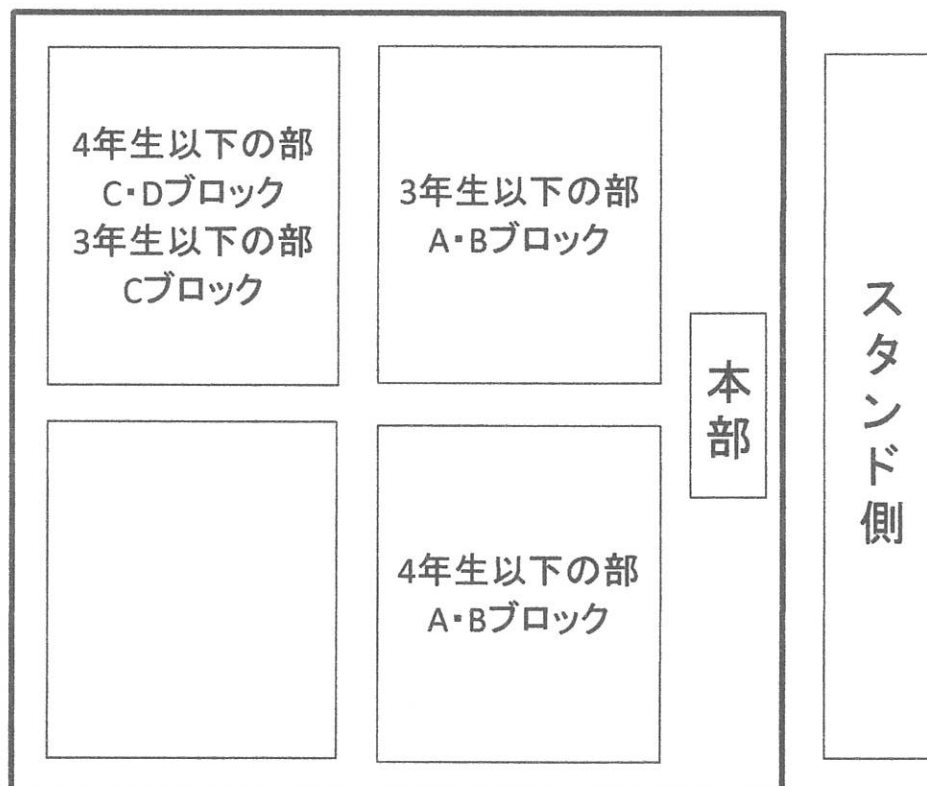 4年生以下の部
C・Dブロック
3年生以下の部
Cブロック
3年生以下の部
A・Bブロック
本部
スタンド側
4年生以下の部
A・Bブロック